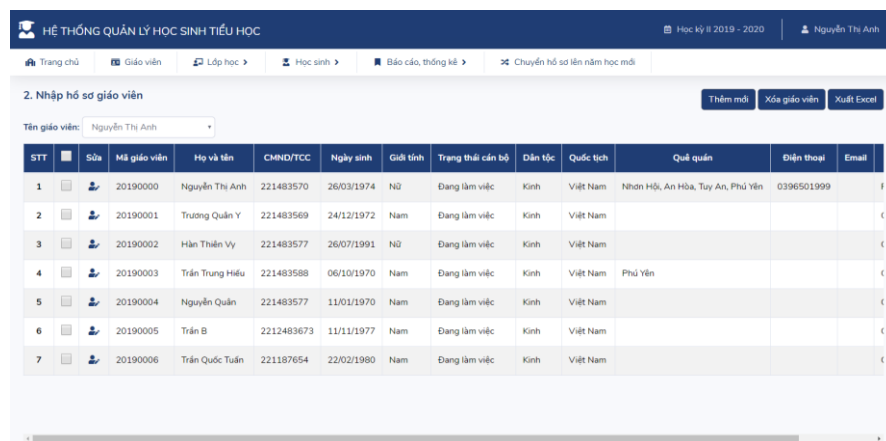 HỆ THỐNG QUẢN LÝ HỌC SINH TIỂU HỌC Học kỳ II 2019 - 2020 Nguyễn Thị Anh
Trang chủ Giáo viên Lớp học > Học sinh > Báo cáo, thống kê > Chuyển hồ sơ lên năm học mới
2. Nhập hồ sơ giáo viên Thêm mới Xóa giáo viên Xuất Excel
Tên giáo viên: Nguyễn Thị Anh
STT Sửa Mã giáo viên Họ và tên CMND/TCC Ngày sinh Giới tính Trạng thái cán bộ Dân tộc Quốc tịch Quê quán Điện thoại Email
1 20190000 Nguyễn Thị Anh 221483570 26/03/1974 Nữ Đang làm việc Kinh Việt Nam Nhơn Hội, An Hòa, Tuy An, Phú Yên 0396501999
2 20190001 Trương Quân Y 221483569 24/12/1972 Nam Đang làm việc Kinh Việt Nam
3 20190002 Hàn Thiên Vy 221483577 26/07/1991 Nữ Đang làm việc Kinh Việt Nam
4 20190003 Trần Trung Hiếu 221483588 06/10/1970 Nam Đang làm việc Kinh Việt Nam Phú Yên
5 20190004 Nguyễn Quân 221483577 11/01/1970 Nam Đang làm việc Kinh Việt Nam
6 20190005 Trần B 2212483673 11/11/1977 Nam Đang làm việc Kinh Việt Nam
7 20190006 Trần Quốc Tuấn 221187654 22/02/1980 Nam Đang làm việc Kinh Việt Nam